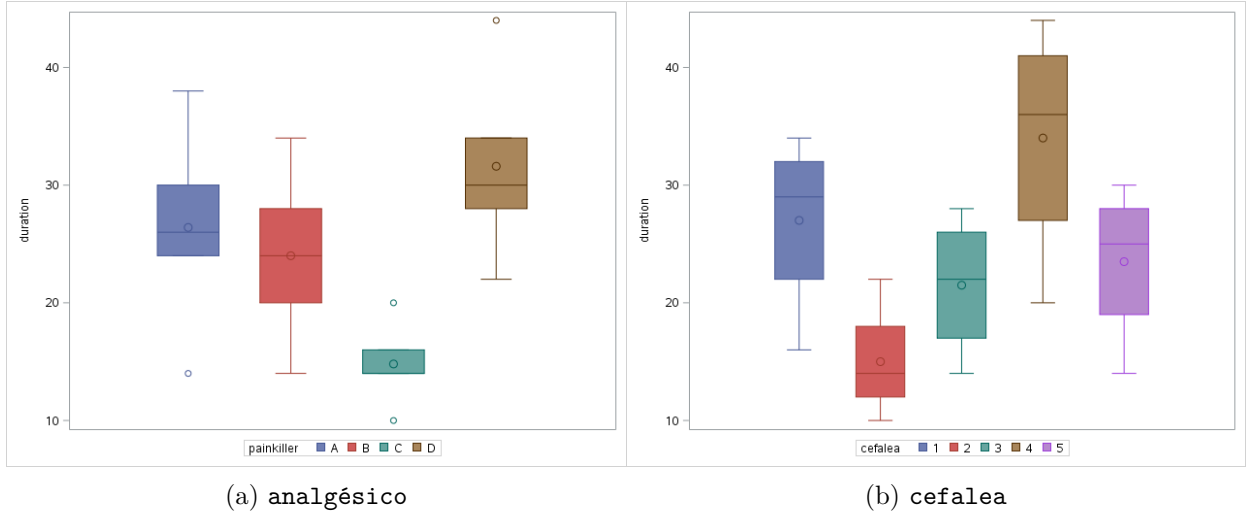 40
30
20
10
duration
painkiller A B C D
40
30
20
10
duration
cefalea 1 2 3 4 5
(a) analgésico
(b) cefalea